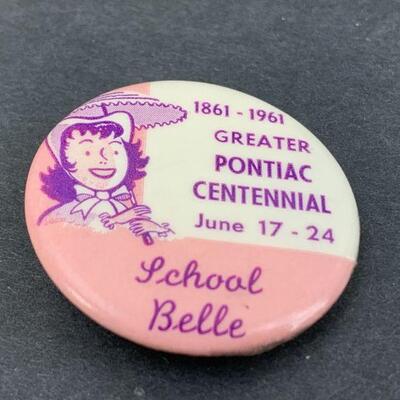 1861 - 1961
GREATER
PONTIAC
CENTENNIAL
June 17 - 24
School
Belle